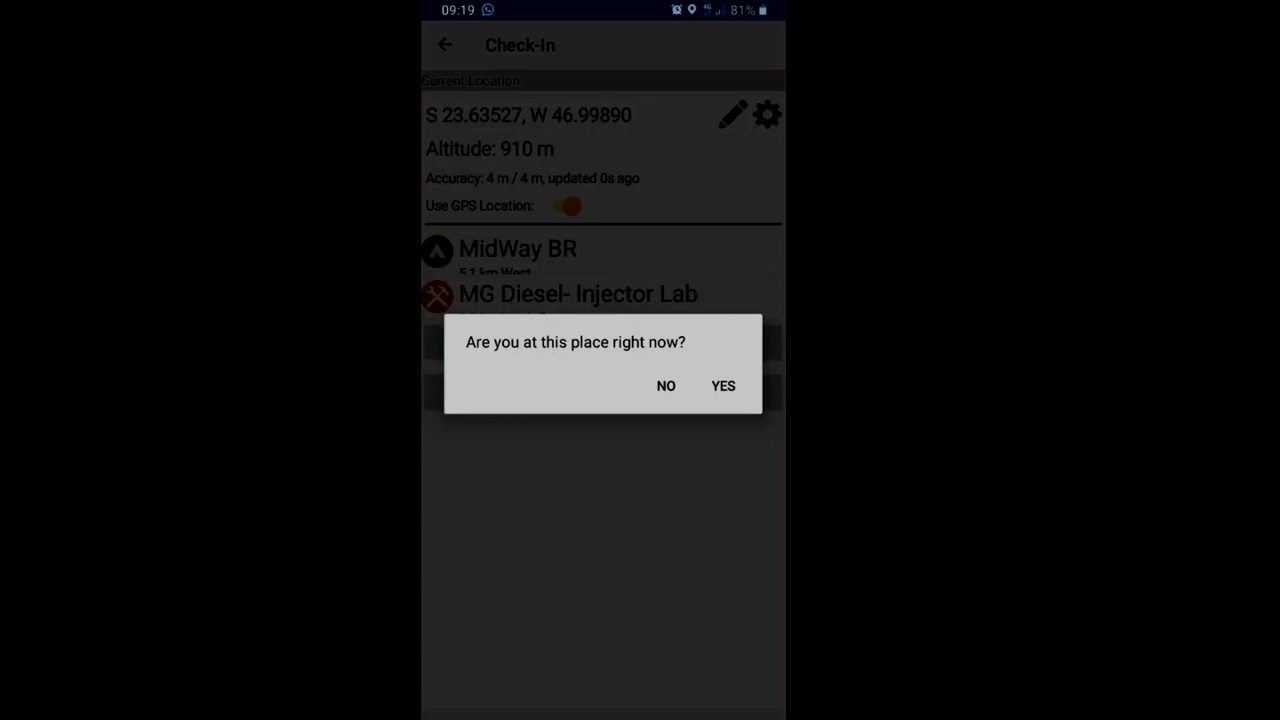 09:19 4G 81%
Check-In
Current Location:
S 23.63527, W 46.99890
Altitude: 910 m
Accuracy: 4 m / 4 m, updated 0s ago
Use GPS Location:
MidWay BR
5.1 km West
MG Diesel- Injector Lab
Are you at this place right now?
NO YES